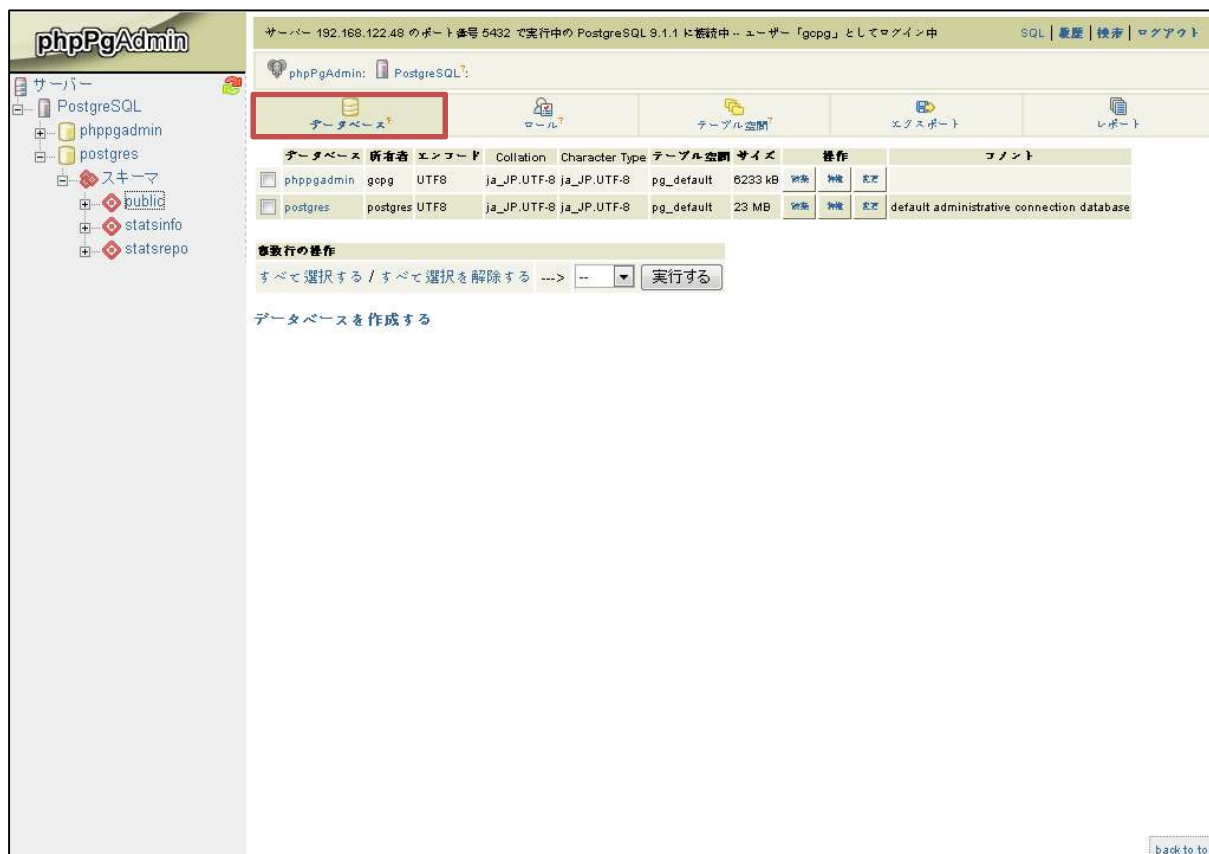 phpPgAdmin
サーバー 192.168.122.48 のポート番号 5432 で実行中の PostgreSQL 9.1.1 に接続中 -- ユーザー「gopg」としてログイン中
SQL | 履歴 | 検索 | ログアウト
phpPgAdmin: PostgreSQL?:
サーバー
PostgreSQL
phppgadmin
postgres
スキーマ
public
statsinfo
statsrepo
データベース? ロール? テーブル空間? エクスポート レポート
データベース 所有者 エンコード Collation Character Type テーブル空間 サイズ 操作 コメント
phppgadmin gopg UTF8 ja_JP.UTF-8 ja_JP.UTF-8 pg_default 6233 kB 破棄 特権 変更
postgres postgres UTF8 ja_JP.UTF-8 ja_JP.UTF-8 pg_default 23 MB 破棄 特権 変更 default administrative connection database
複数行の操作
すべて選択する / すべて選択を解除する ---> -- 実行する
データベースを作成する
back to to